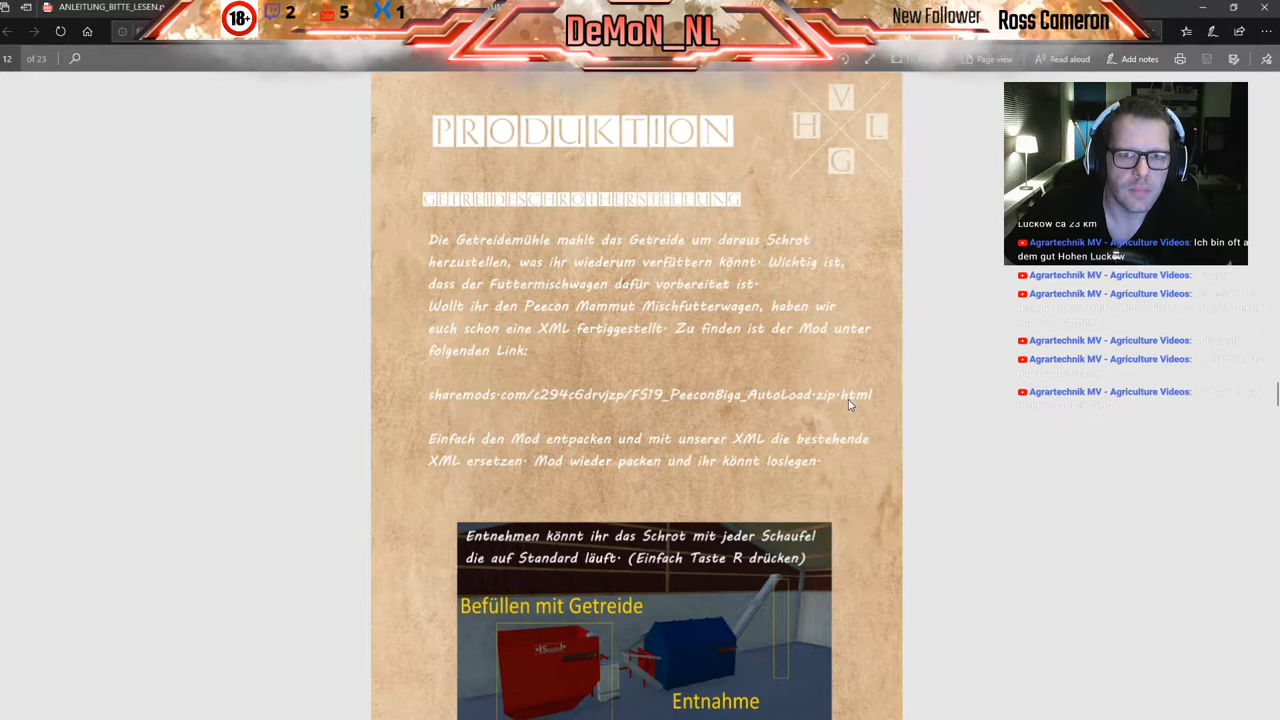 ANLEITUNG
LESEN.p
18+
2
5
1
DeMoN_NL
New Follower
Ross Cameron
12
of 23
Page view
Read aloud
Add notes
PRODUKTION
V
H L
G
GETREIDESCHROTHERSTELLUNG
Die Getreidemühle mahlt das Getreide um daraus Schrot
herzustellen, was ihr wiederum verfüttern könnt. Wichtig ist,
dass der Futtermischwagen dafür vorbereitet ist.
Wollt ihr den Peecon Mammut Mischfutterwagen, haben wir
euch schon eine XML fertiggestellt. Zu finden ist der Mod unter
folgenden Link:
sharemods.com/c294c6drvjzp/FS19_PeeconBiga_AutoLoad.zip.html
Einfach den Mod entpacken und mit unserer XML die bestehende
XML ersetzen. Mod wieder packen und ihr könnt loslegen.
Entnehmen könnt ihr das Schrot mit jeder Schaufel
die auf Standard läuft. (Einfach Taste R drücken)
Befüllen mit Getreide
Entnahme
Luckow ca 23 km
Agrartechnik MV - Agriculture Videos: Ich bin oft auf
dem gut Hohen Luckow
Agrartechnik MV - Agriculture Videos:
Agrartechnik MV - Agriculture Videos:
Agrartechnik MV - Agriculture Videos:
Agrartechnik MV - Agriculture Videos:
Agrartechnik MV - Agriculture Videos: